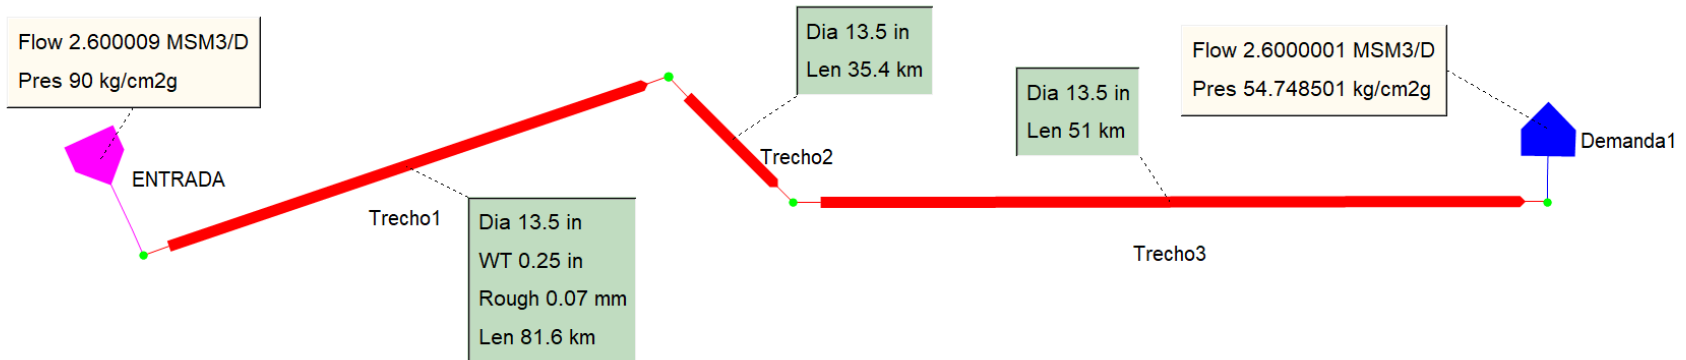 Flow 2.600009 MSM3/D
Pres 90 kg/cm2g
ENTRADA
Trecho1
Dia 13.5 in
WT 0.25 in
Rough 0.07 mm
Len 81.6 km
Dia 13.5 in
Len 35.4 km
Trecho2
Dia 13.5 in
Len 51 km
Trecho3
Flow 2.6000001 MSM3/D
Pres 54.748501 kg/cm2g
Demanda1